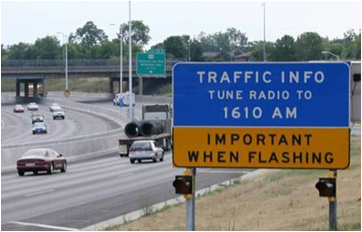 TRAFFIC INFO
TUNE RADIO TO
1610 AM
IMPORTANT
WHEN FLASHING